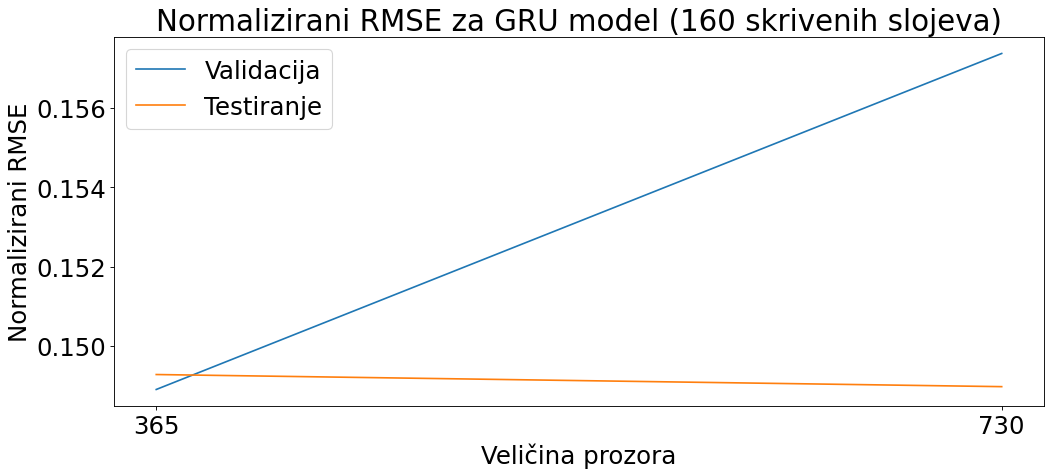 Normalizirani RMSE za GRU model (160 skrivenih slojeva)
Validacija
Testiranje
Normalizirani RMSE
0.156
0.154
0.152
0.150
365
730
Veličina prozora